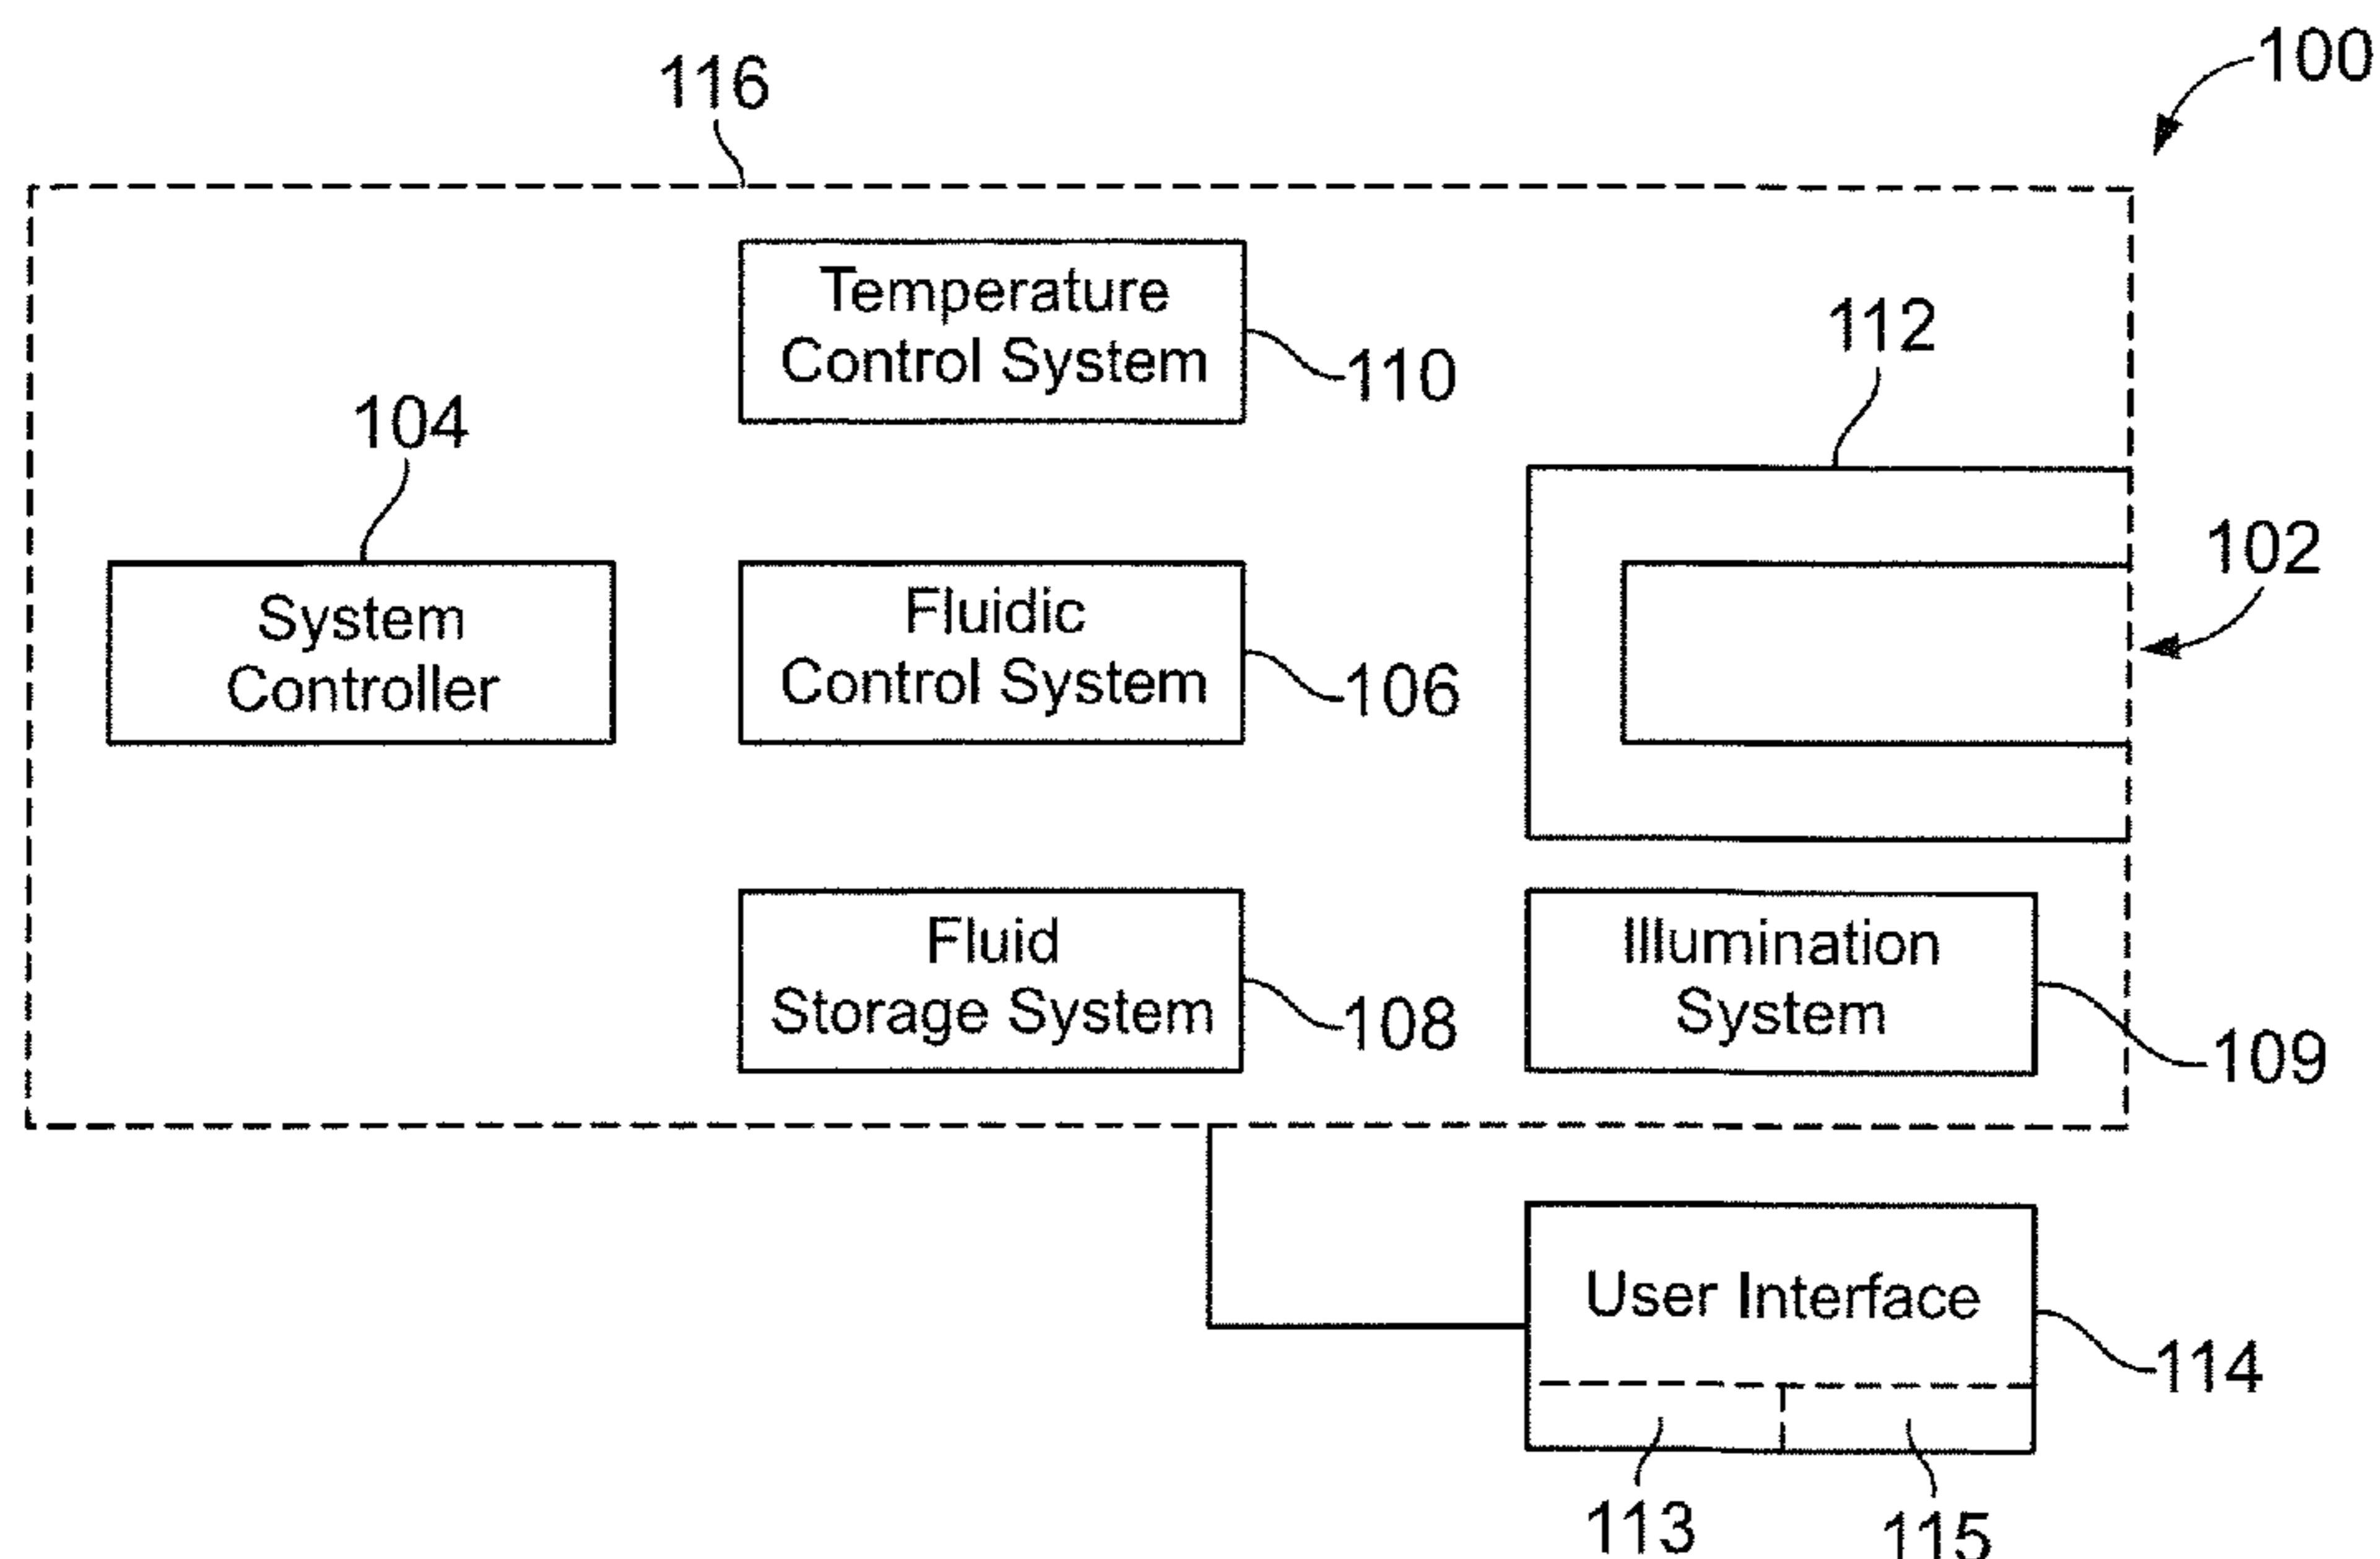 100
116
Temperature
Control System
110
112
104
102
System
Controller
Fluidic
Control System
106
Fluid
Storage System
108
Illumination
System
109
User Interface
114
113
115